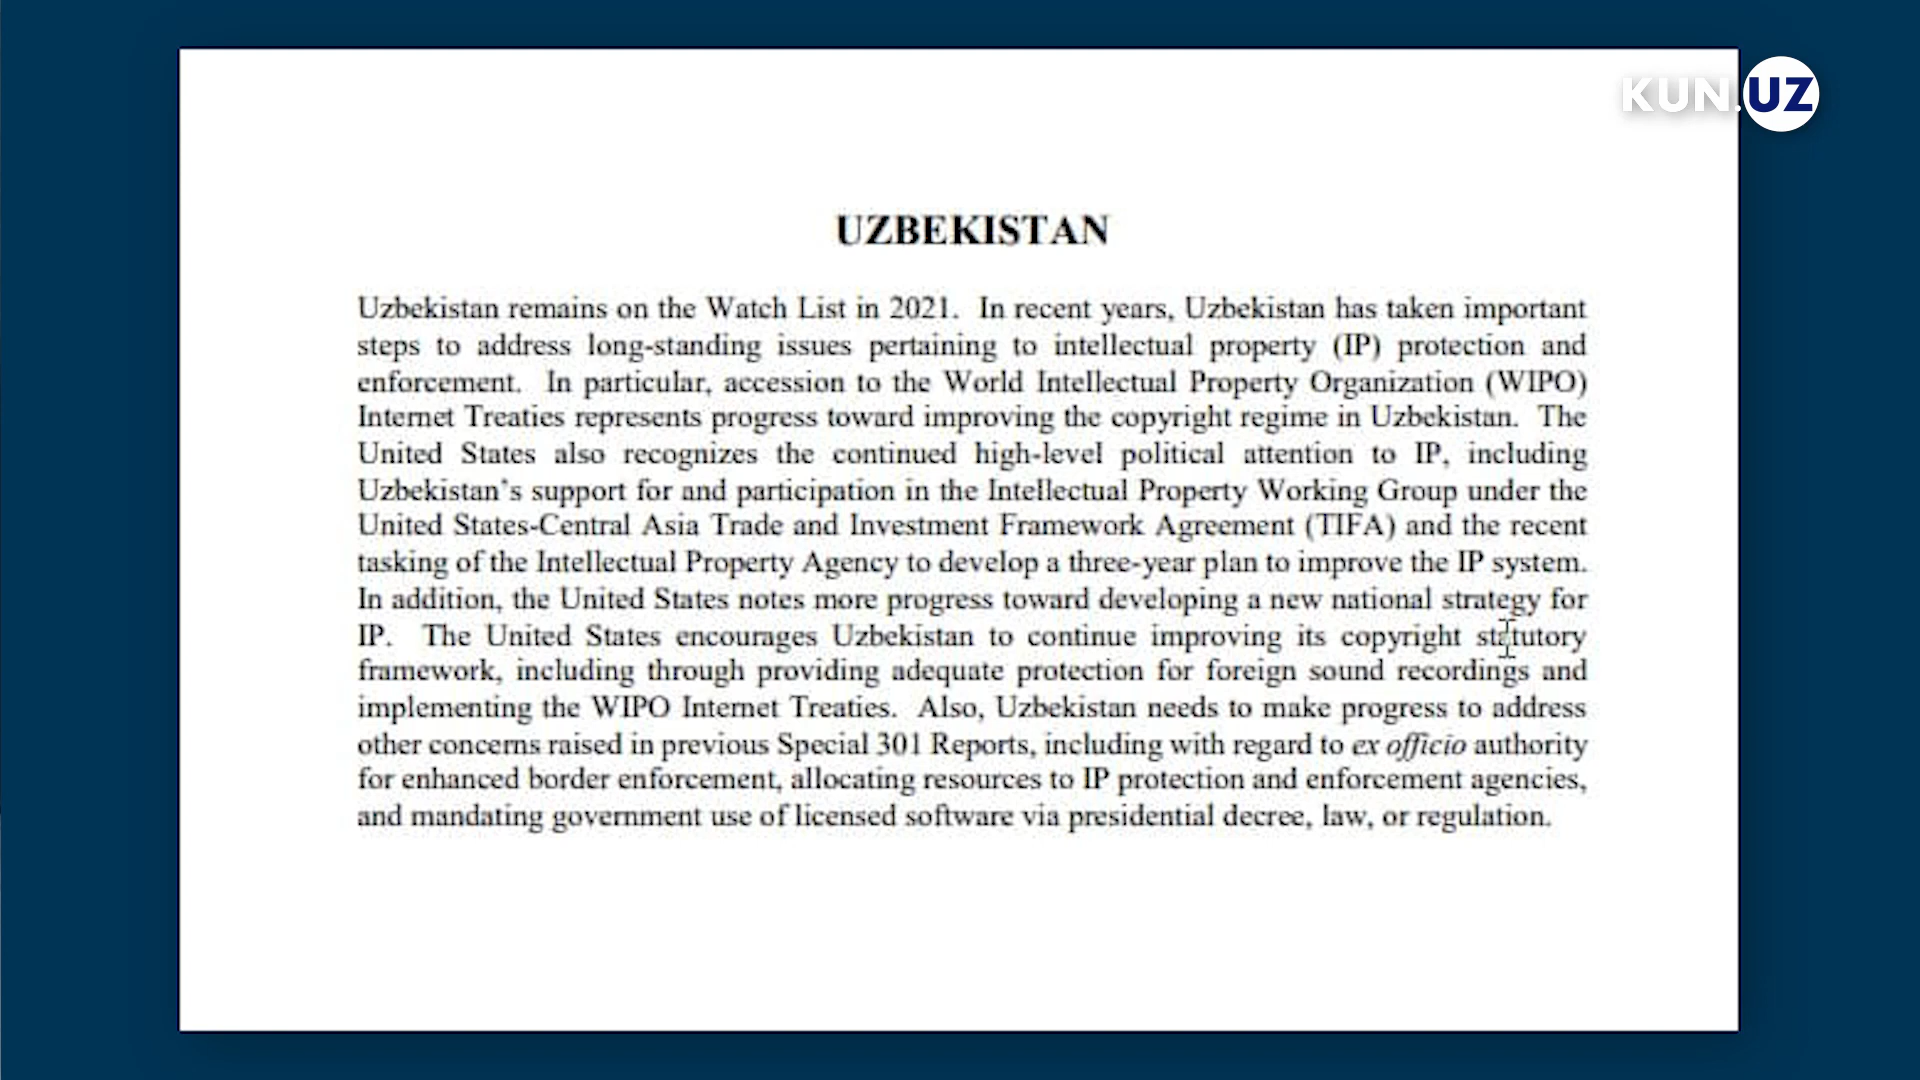 KUN.UZ
UZBEKISTAN
Uzbekistan remains on the Watch List in 2021. In recent years, Uzbekistan has taken important
steps to address long-standing issues pertaining to intellectual property (IP) protection and
enforcement. In particular, accession to the World Intellectual Property Organization (WIPO)
Internet Treaties represents progress toward improving the copyright regime in Uzbekistan. The
United States also recognizes the continued high-level political attention to IP, including
Uzbekistan's support for and participation in the Intellectual Property Working Group under the
United States-Central Asia Trade and Investment Framework Agreement (TIFA) and the recent
tasking of the Intellectual Property Agency to develop a three-year plan to improve the IP system.
In addition, the United States notes more progress toward developing a new national strategy for
IP. The United States encourages Uzbekistan to continue improving its copyright statutory
framework, including through providing adequate protection for foreign sound recordings and
implementing the WIPO Internet Treaties. Also, Uzbekistan needs to make progress to address
other concerns raised in previous Special 301 Reports, including with regard to ex officio authority
for enhanced border enforcement, allocating resources to IP protection and enforcement agencies,
and mandating government use of licensed software via presidential decree, law, or regulation.